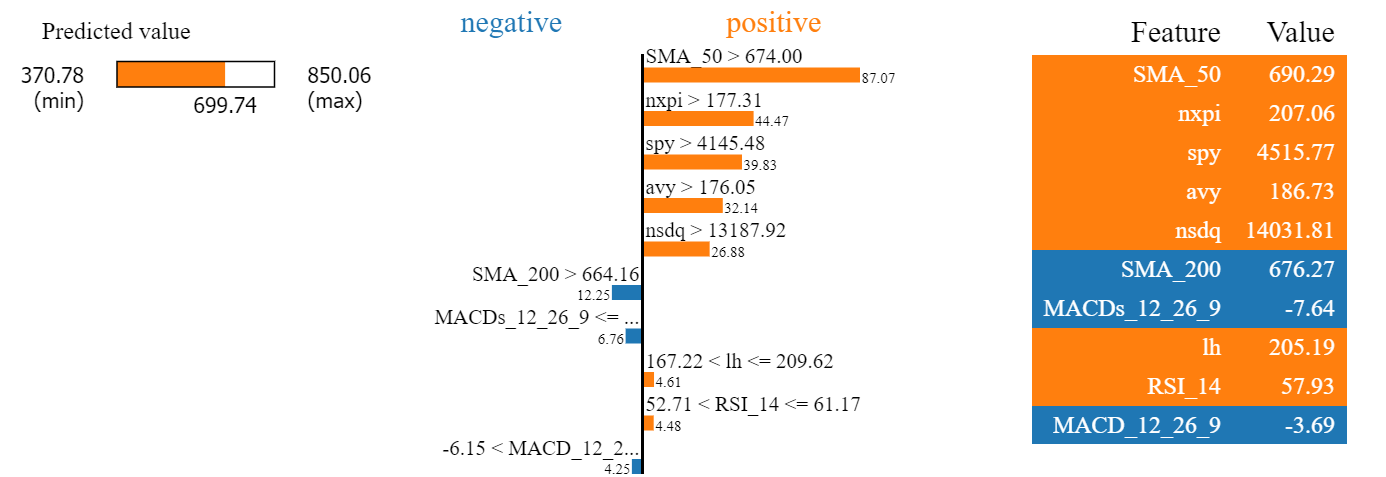 Predicted value
370.78
(min)
850.06
(max)
699.74
negative
positive
SMA_50 > 674.00
87.07
nxpi > 177.31
44.47
spy > 4145.48
39.83
avy > 176.05
32.14
nsdq > 13187.92
26.88
SMA_200 > 664.16
12.25
MACDs_12_26_9 <= ...
6.76
167.22 < lh <= 209.62
4.61
52.71 < RSI_14 <= 61.17
4.48
-6.15 < MACD_12_2...
4.25
Feature Value
SMA_50 690.29
nxpi 207.06
spy 4515.77
avy 186.73
nsdq 14031.81
SMA_200 676.27
MACDs_12_26_9 -7.64
lh 205.19
RSI_14 57.93
MACD_12_26_9 -3.69